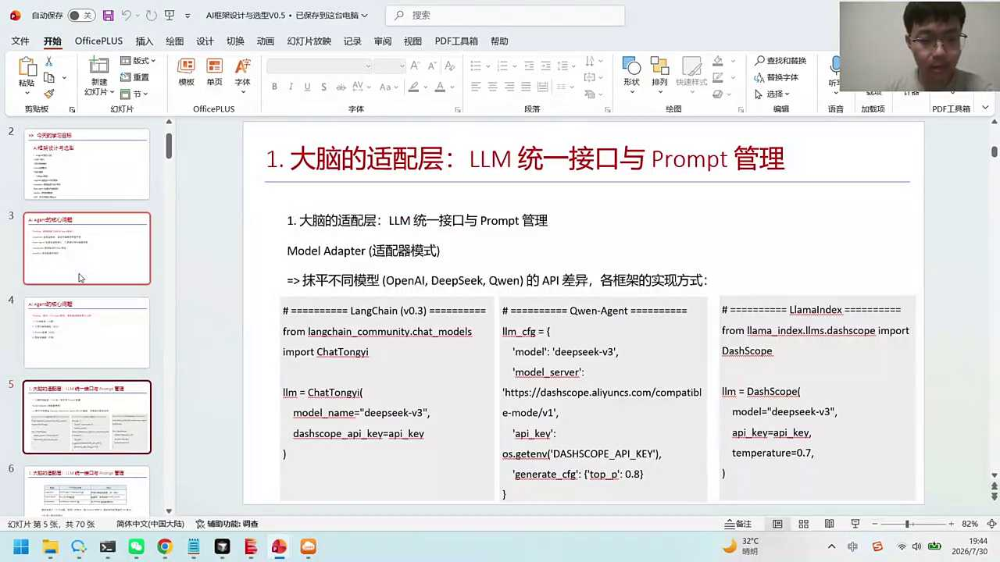 自动保存 关 AI框架设计与选型V0.5 • 已保存到这台电脑 搜索
文件 开始 OfficePLUS 插入 绘图 设计 切换 动画 幻灯片放映 记录 审阅 视图 PDF工具箱 帮助
粘贴 新建 幻灯片 版式 重置 节 模板 单页 字体 形状 排列 快速样式 查找和替换 替换字体 选择
剪贴板 幻灯片 OfficePLUS 字体 段落 绘图 编辑 语音 加载项 PDF工具箱
2
>> 今天的学习目标
AI框架设计与选型
3
AI Agent的核心问题
4
AI Agent的核心问题
5
1. 大脑的适配层：LLM 统一接口与 Prompt 管理
6
1. 大脑的适配层：LLM 统一接口与 Prompt 管理
1. 大脑的适配层：LLM 统一接口与 Prompt 管理
1. 大脑的适配层：LLM 统一接口与 Prompt 管理
Model Adapter (适配器模式)
=> 抹平不同模型 (OpenAI, DeepSeek, Qwen) 的 API 差异，各框架的实现方式：
# ========== LangChain (v0.3) ==========
from langchain_community.chat_models
import ChatTongyi
llm = ChatTongyi(
model_name="deepseek-v3",
dashscope_api_key=api_key
)
# ========== Qwen Agent ==========
llm_cfg = {
'model': 'deepseek-v3',
'model_server':
'https://dashscope.aliyuncs.com/compatibl
e-mode/v1',
'api_key':
os.getenv('DASHSCOPE_API_KEY'),
'generate_cfg': {'top_p': 0.8}
}
# ========== LlamaIndex ==========
from llama_index.llms.dashscope import
DashScope
llm = DashScope(
model="deepseek-v3",
api_key=api_key,
temperature=0.7,
)
幻灯片 第 5 张，共 70 张 简体中文(中国大陆) 辅助功能: 调查 备注 82%
32°C
晴朗
19:44
2026/7/30